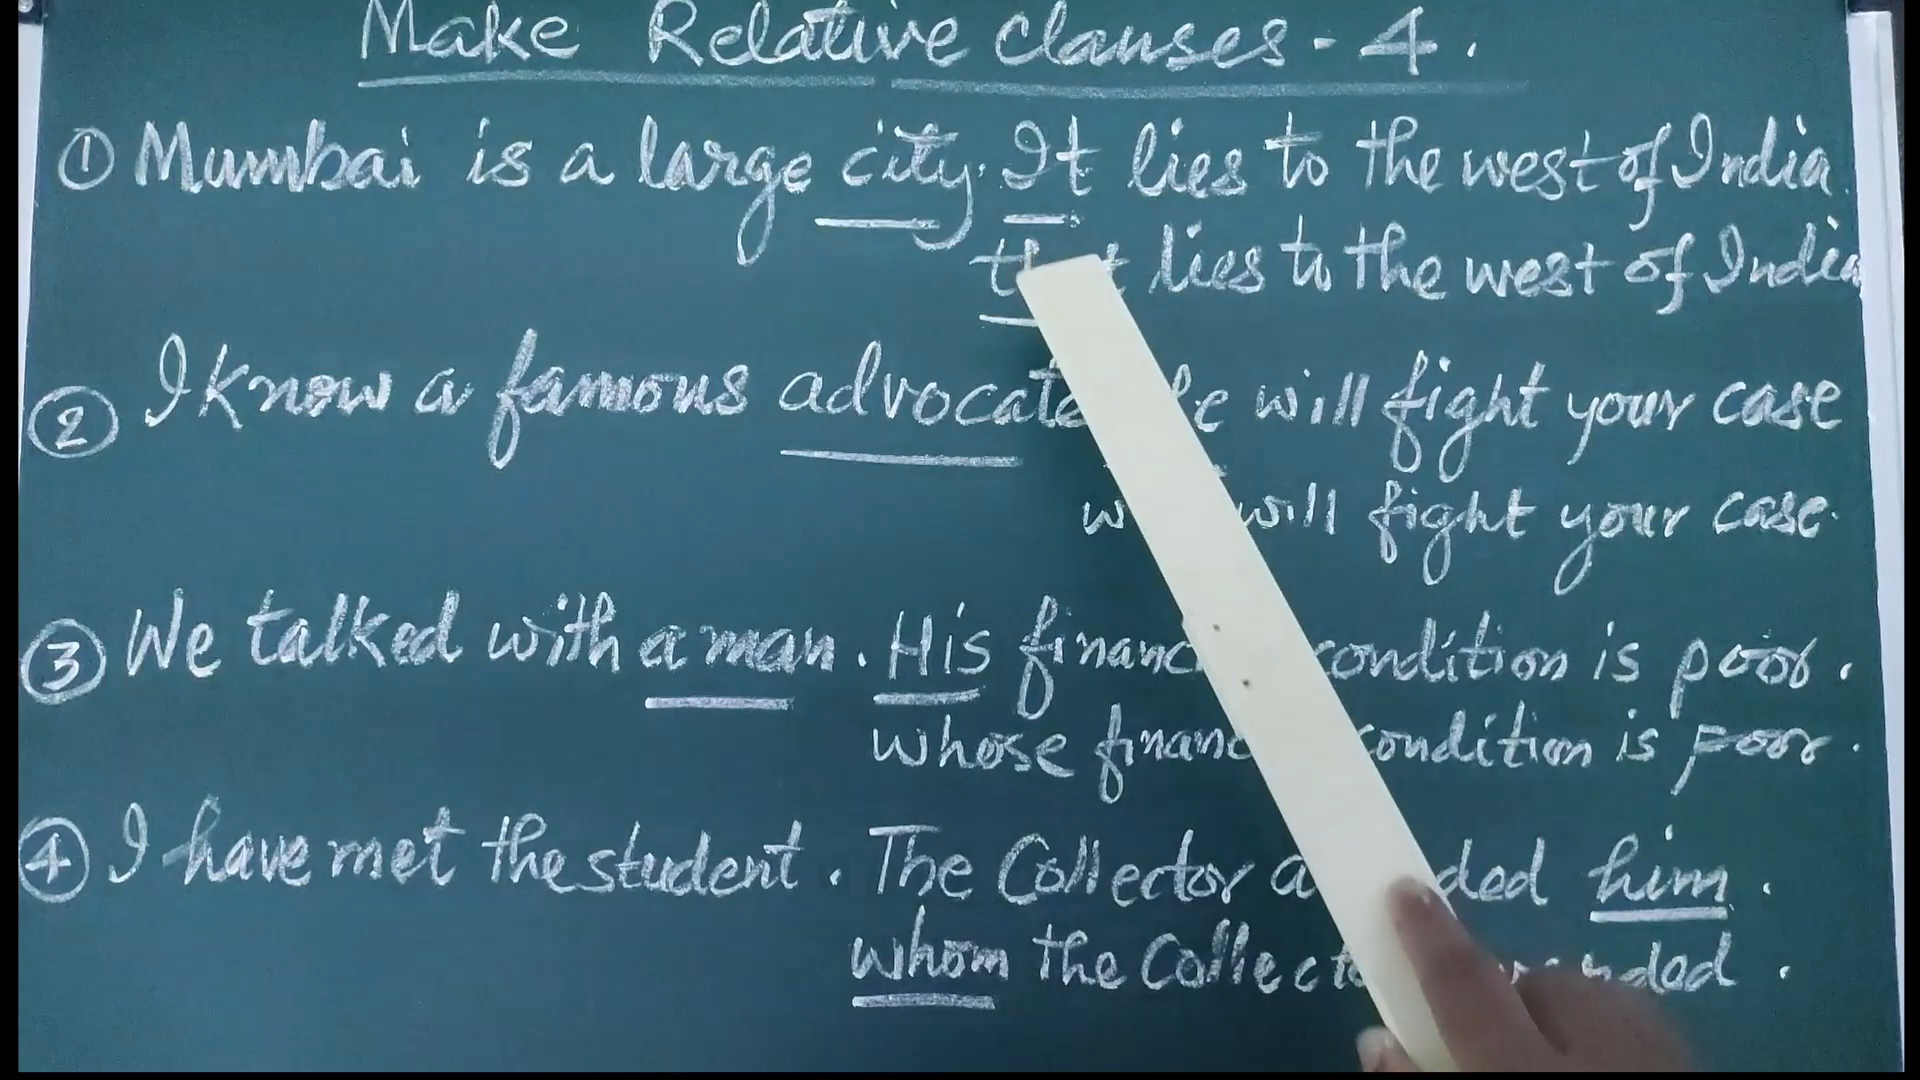 Make Relative clauses - 4.
① Mumbai is a large city. It lies to the west of India.
lies to the west of India
② I know a famous advocate will fight your case
will fight your case.
③ We talked with a man. His condition is poor.
whose condition is poor.
④ I have met the student. The Collector him.
whom the